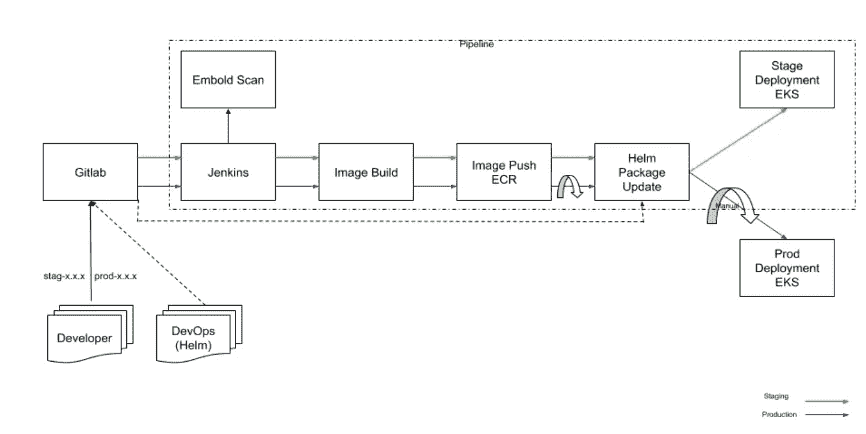 Pipeline
Embold Scan
Stage
Deployment
EKS
Gitlab
Jenkins
Image Build
Image Push
ECR
Helm
Package
Update
Manual
Prod
Deployment
EKS
stag-x.x.x
prod-x.x.x
Developer
DevOps
(Helm)
Staging
Production